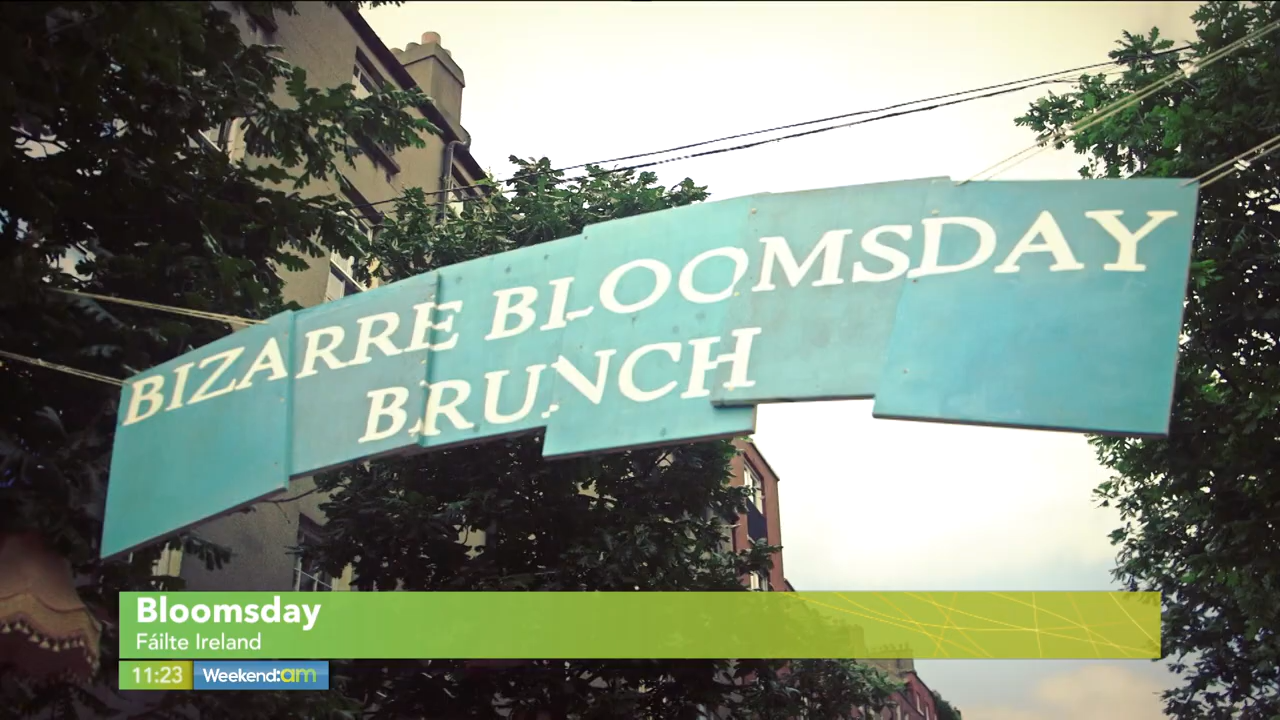 BIZARRE BLOOMSDAY
BRUNCH
Bloomsday
Fáilte Ireland
11:23 Weekend:am